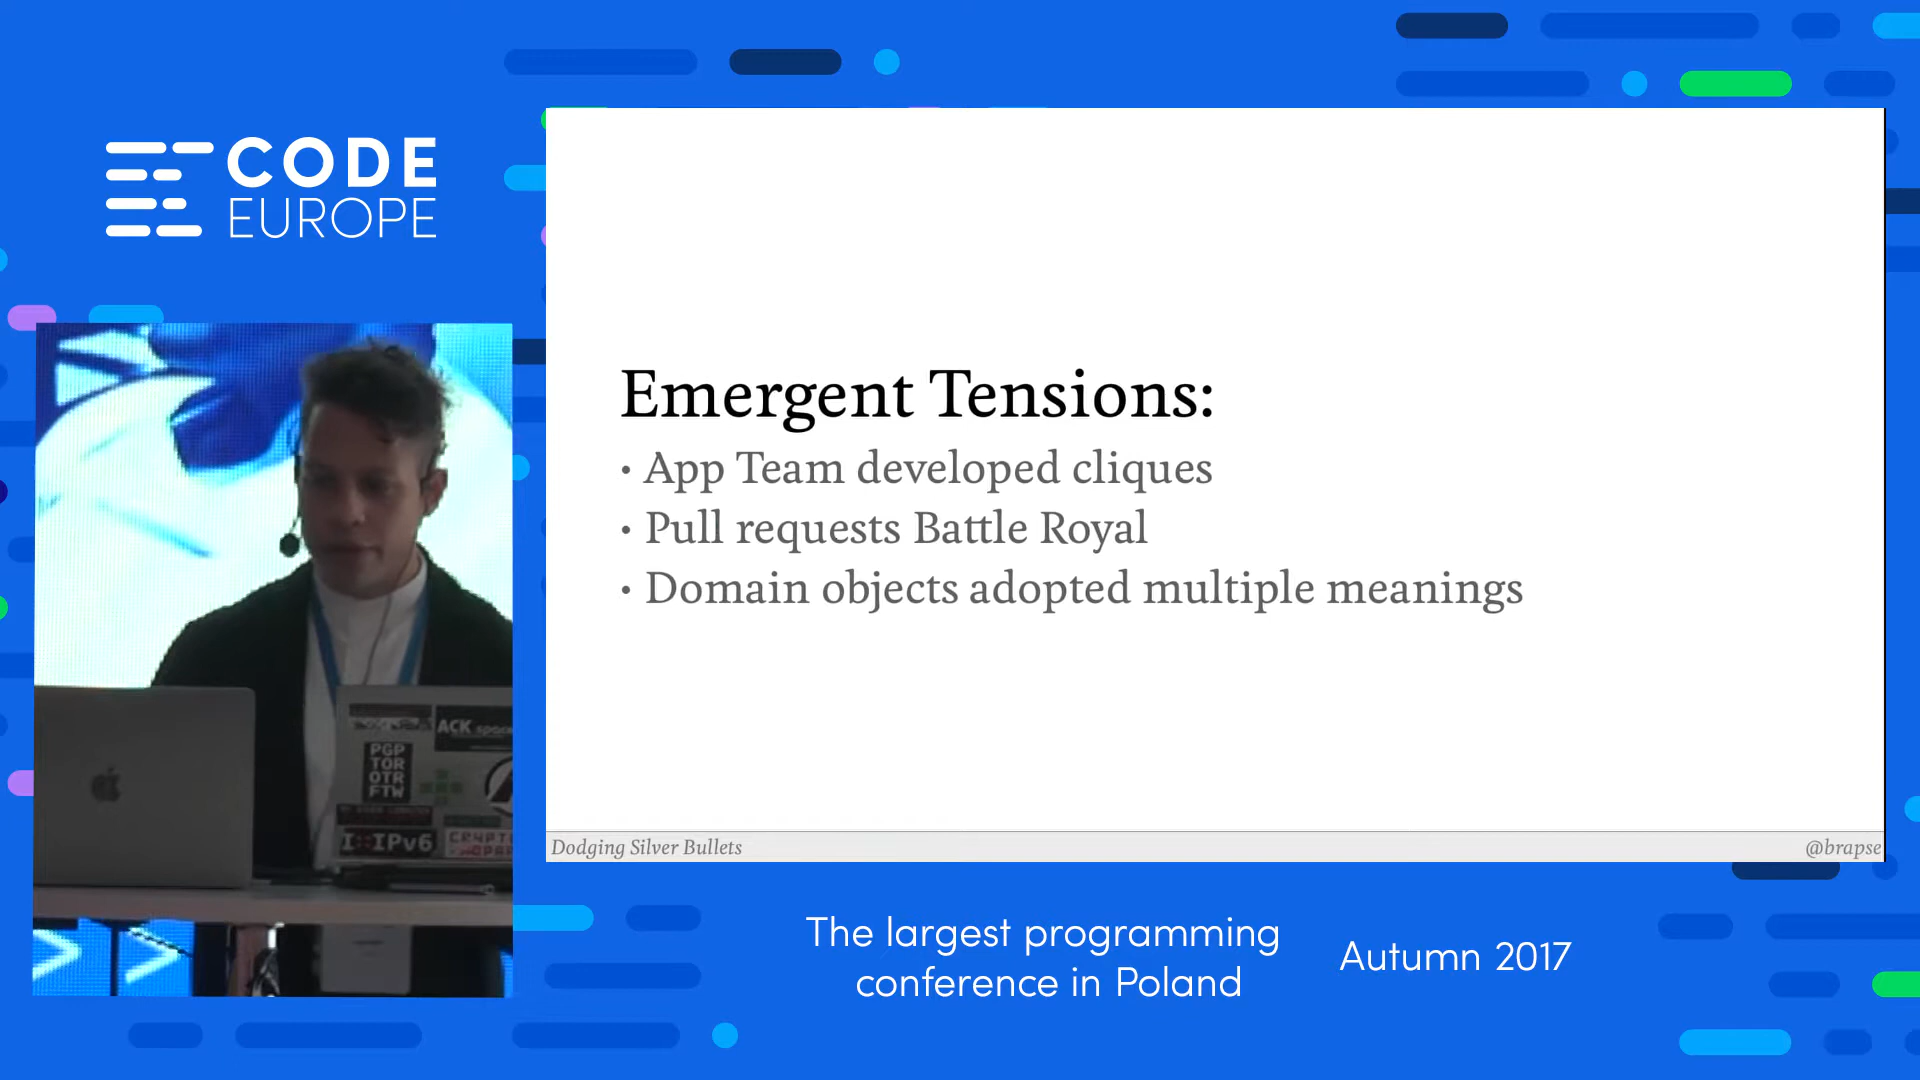 CODE
EUROPE
Emergent Tensions:
• App Team developed cliques
• Pull requests Battle Royal
• Domain objects adopted multiple meanings
Dodging Silver Bullets
@brapse
ACK space
PGP
TOR
OTR
FTW
IPv6
The largest programming
conference in Poland
Autumn 2017